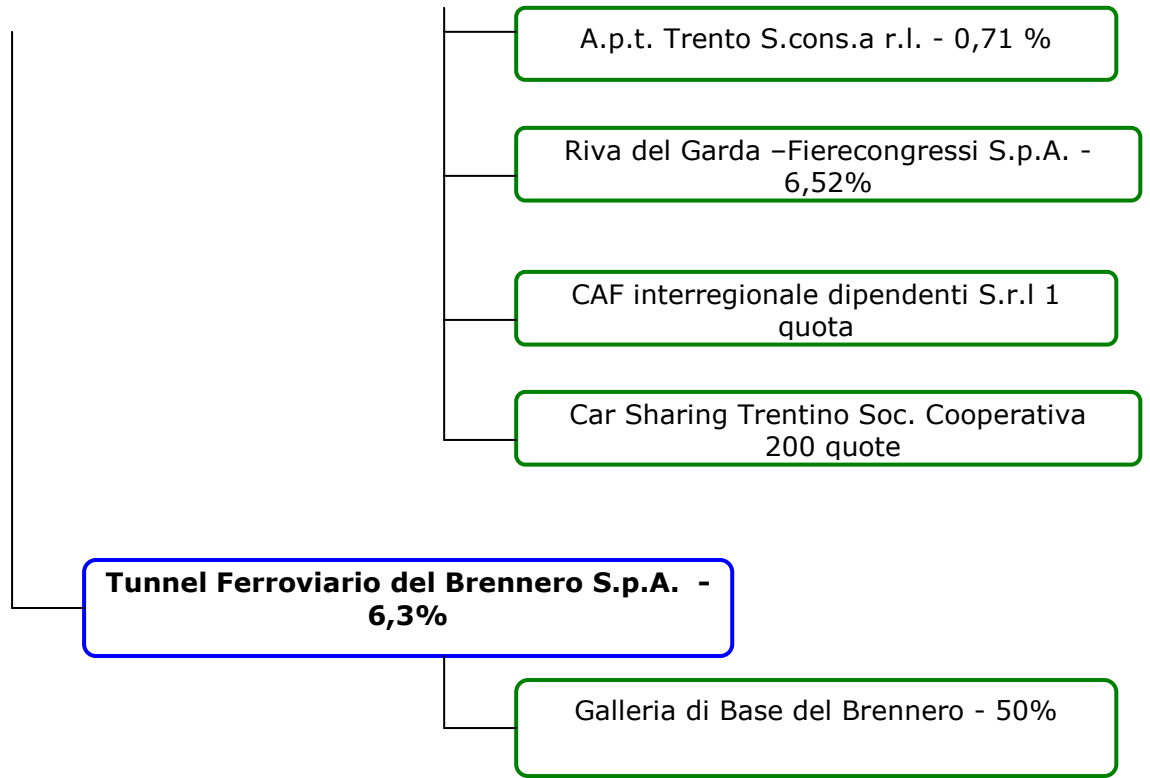 A.p.t. Trento S.cons.a r.l. - 0,71 %
Riva del Garda –Fierecongressi S.p.A. -
6,52%
CAF interregionale dipendenti S.r.l 1
quota
Car Sharing Trentino Soc. Cooperativa
200 quote
Tunnel Ferroviario del Brennero S.p.A. -
6,3%
Galleria di Base del Brennero - 50%